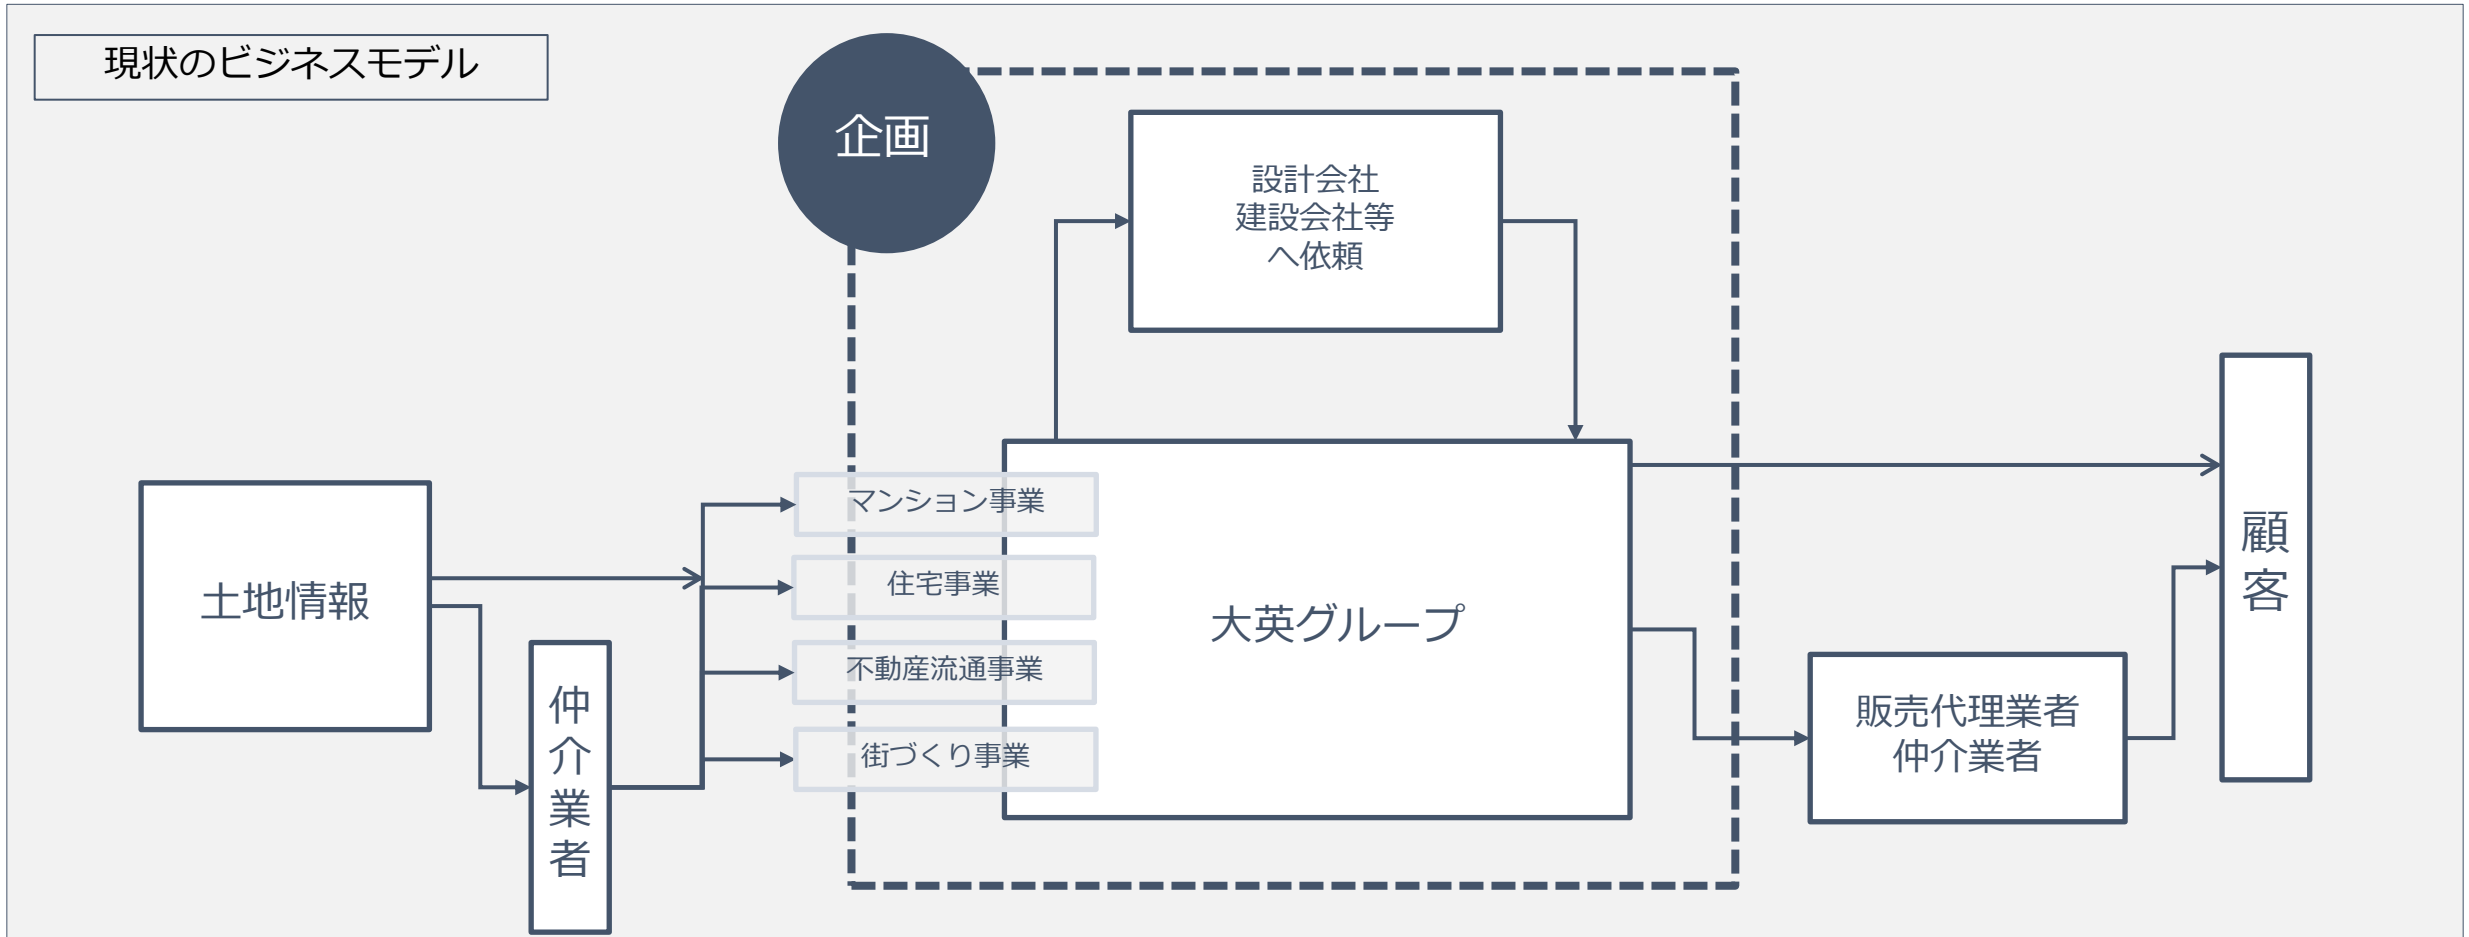 現状のビジネスモデル
企画
設計会社
建設会社等
へ依頼
土地情報
仲介業者
マンション事業
住宅事業
不動産流通事業
街づくり事業
大英グループ
販売代理業者
仲介業者
顧客